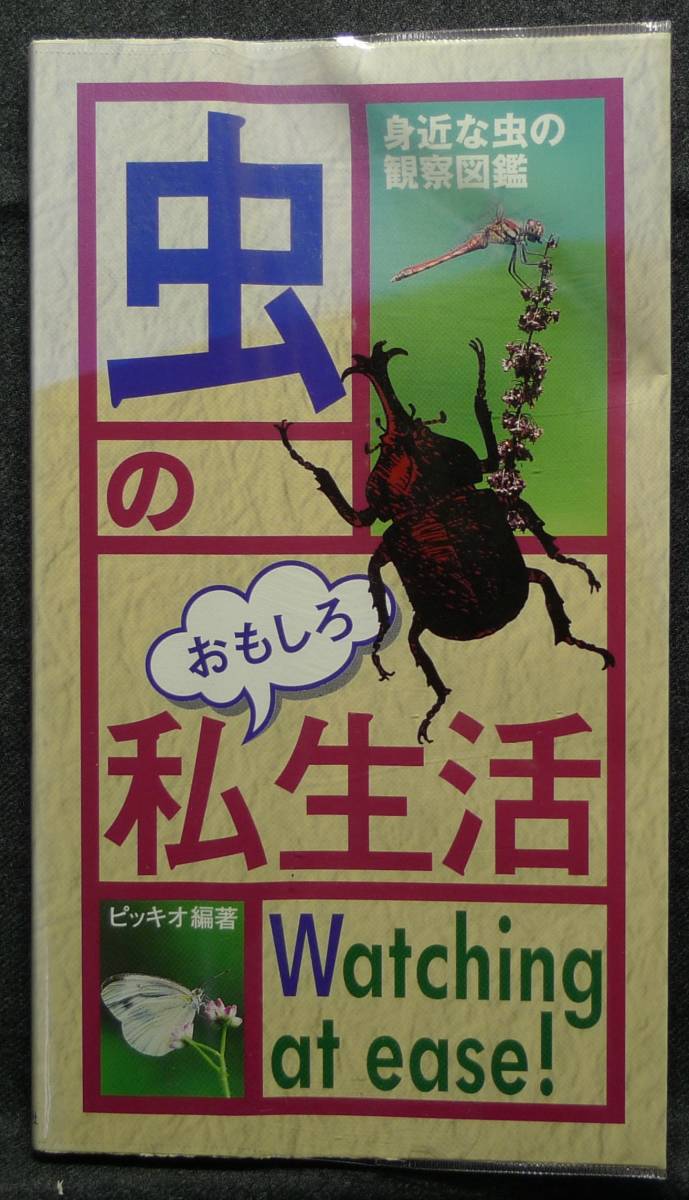 虫
の
おもしろ
私生活
身近な虫の
観察図鑑
ピッキオ編著
Watching
at ease!